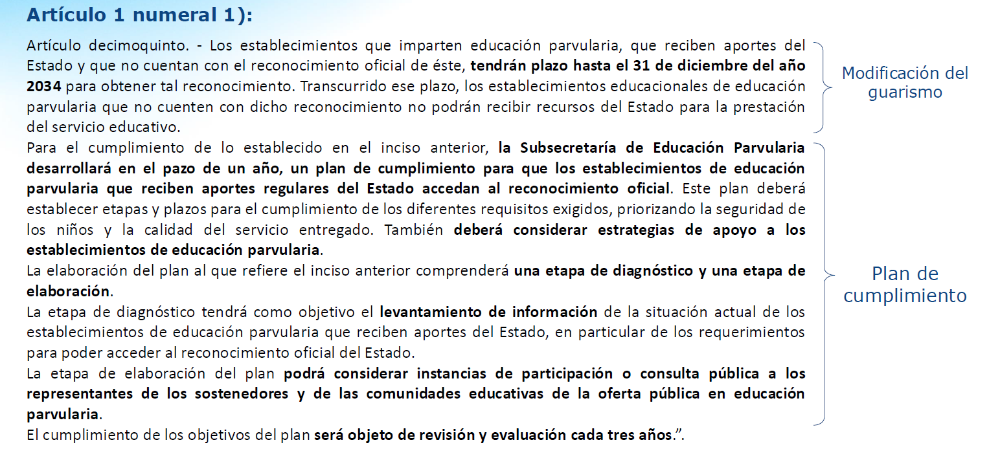 Artículo 1 numeral 1):
Artículo decimoquinto. - Los establecimientos que imparten educación parvularia, que reciben aportes del
Estado y que no cuentan con el reconocimiento oficial de éste, tendrán plazo hasta el 31 de diciembre del año
2034 para obtener tal reconocimiento. Transcurrido ese plazo, los establecimientos educacionales de educación
parvularia que no cuenten con dicho reconocimiento no podrán recibir recursos del Estado para la prestación
del servicio educativo.
Modificación del
guarismo
Para el cumplimiento de lo establecido en el inciso anterior, la Subsecretaría de Educación Parvularia
desarrollará en el pazo de un año, un plan de cumplimiento para que los establecimientos de educación
parvularia que reciben aportes regulares del Estado accedan al reconocimiento oficial. Este plan deberá
establecer etapas y plazos para el cumplimiento de los diferentes requisitos exigidos, priorizando la seguridad de
los niños y la calidad del servicio entregado. También deberá considerar estrategias de apoyo a los
establecimientos de educación parvularia.
La elaboración del plan al que refiere el inciso anterior comprenderá una etapa de diagnóstico y una etapa de
elaboración.
La etapa de diagnóstico tendrá como objetivo el levantamiento de información de la situación actual de los
establecimientos de educación parvularia que reciben aportes del Estado, en particular de los requerimientos
para poder acceder al reconocimiento oficial del Estado.
La etapa de elaboración del plan podrá considerar instancias de participación o consulta pública a los
representantes de los sostenedores y de las comunidades educativas de la oferta pública en educación
parvularia.
El cumplimiento de los objetivos del plan será objeto de revisión y evaluación cada tres años.”.
Plan de
cumplimiento